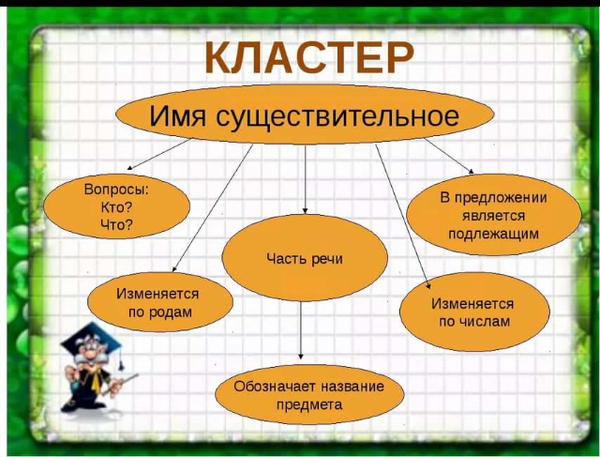 КЛАСТЕР
Имя существительное
Вопросы:
Кто?
Что?
В предложении
является
подлежащим
Часть речи
Изменяется
по родам
Изменяется
по числам
Обозначает название
предмета